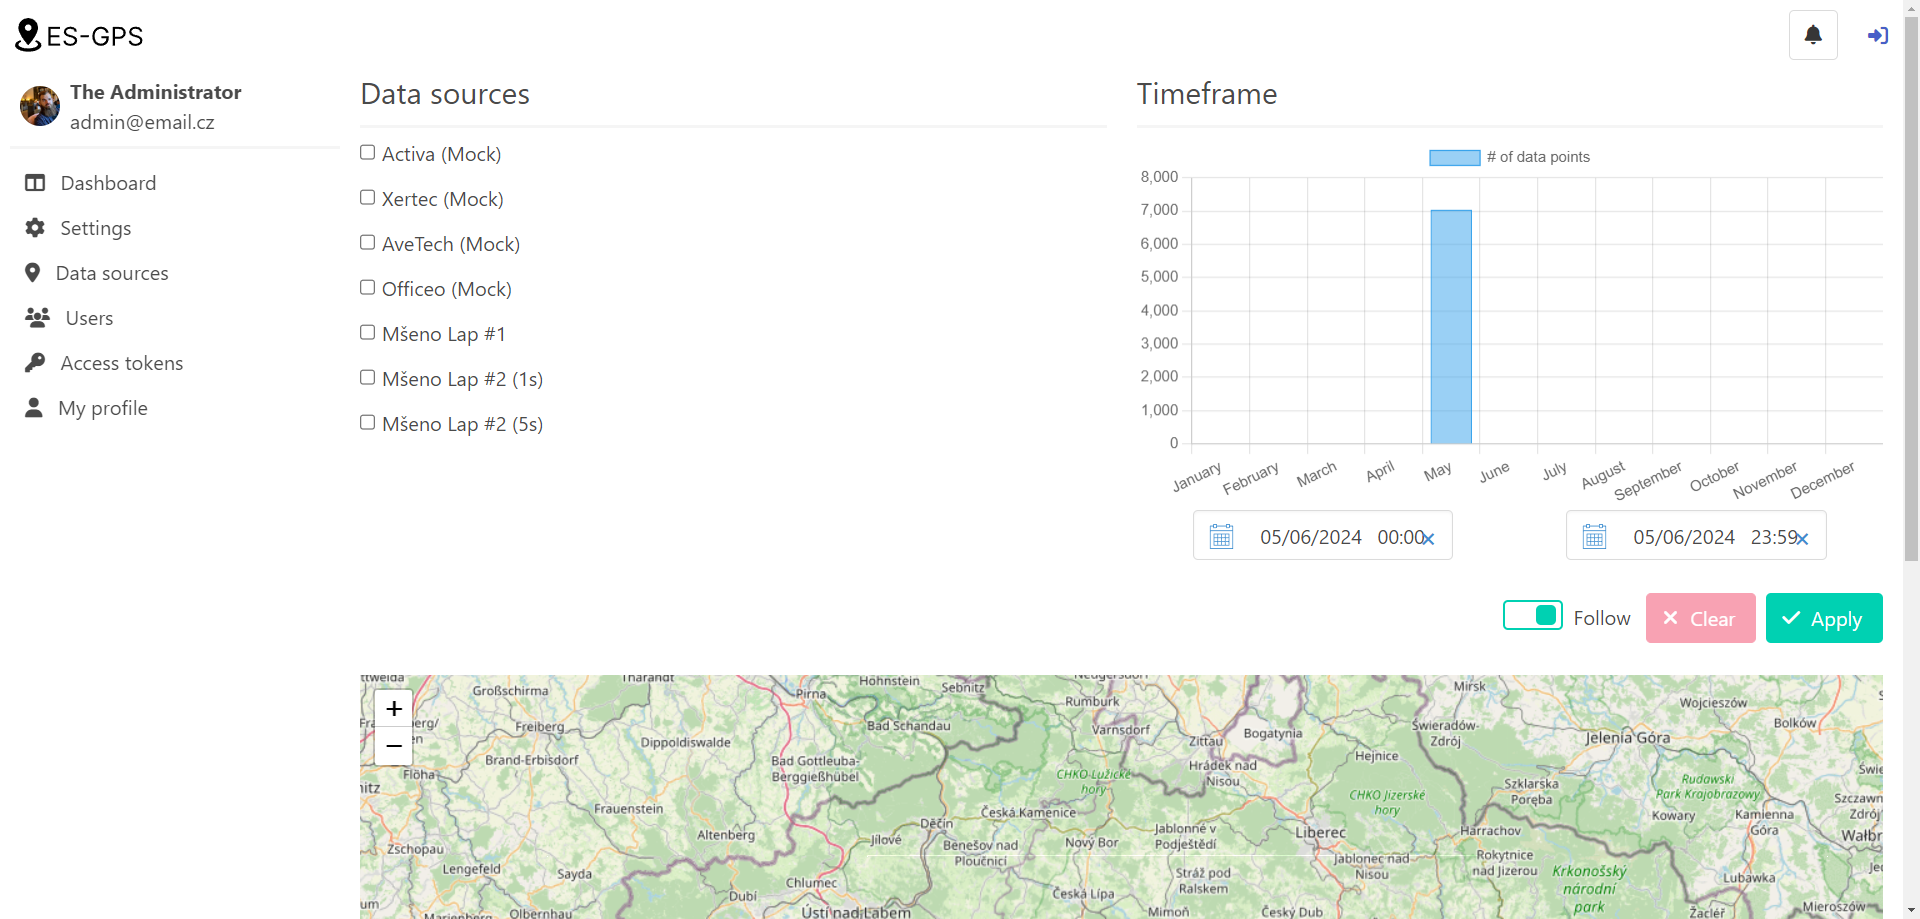 ES-GPS
The Administrator
admin@email.cz
Dashboard
Settings
Data sources
Users
Access tokens
My profile
Data sources
Activa (Mock)
Xertec (Mock)
AveTech (Mock)
Officeo (Mock)
Mšeno Lap #1
Mšeno Lap #2 (1s)
Mšeno Lap #2 (5s)
Timeframe
# of data points
8,000
7,000
6,000
5,000
4,000
3,000
2,000
1,000
0
January February March April May June July August September October November December
05/06/2024 00:00
05/06/2024 23:59
Follow
Clear
Apply
+
−
Großschirma
Tharandt
Pirna
Hohnstein
Sebnitz
Rumburk
Mirsk
Wojcieszów
Freiberg
Dippoldiswalde
Bad Schandau
Varnsdorf
Zittau
Bogatynia
Świeradów-
Zdrój
Jelenia Góra
Bolków
Brand-Erbisdorf
Bad Gottleuba-
Berggießhübel
Hrádek nad
Nisou
Hejnice
Flöha
CHKO Lužické
hory
CHKO Jizerské
hory
Szklarska
Poręba
Rudawski
Park Krajobrazowy
Frauenstein
Altenberg
Děčín
Česká Kamenice
Jablonné v
Podještědí
Liberec
Harrachov
Kowary
Kamienna
Góra
Zschopau
Jílové
Benešov nad
Ploučnicí
Nový Bor
Jablonec nad
Nisou
Rokytnice
nad Jizerou
Lengefeld
Sayda
Dubí
Chlumec
Česká Lípa
Stráž pod
Ralskem
Krkonošský
národní
park
Lubawka
Marienberg
Olbernhau
Ústí nad Labem
Mimoň
Český Dub
Žacléř
Mieroszów